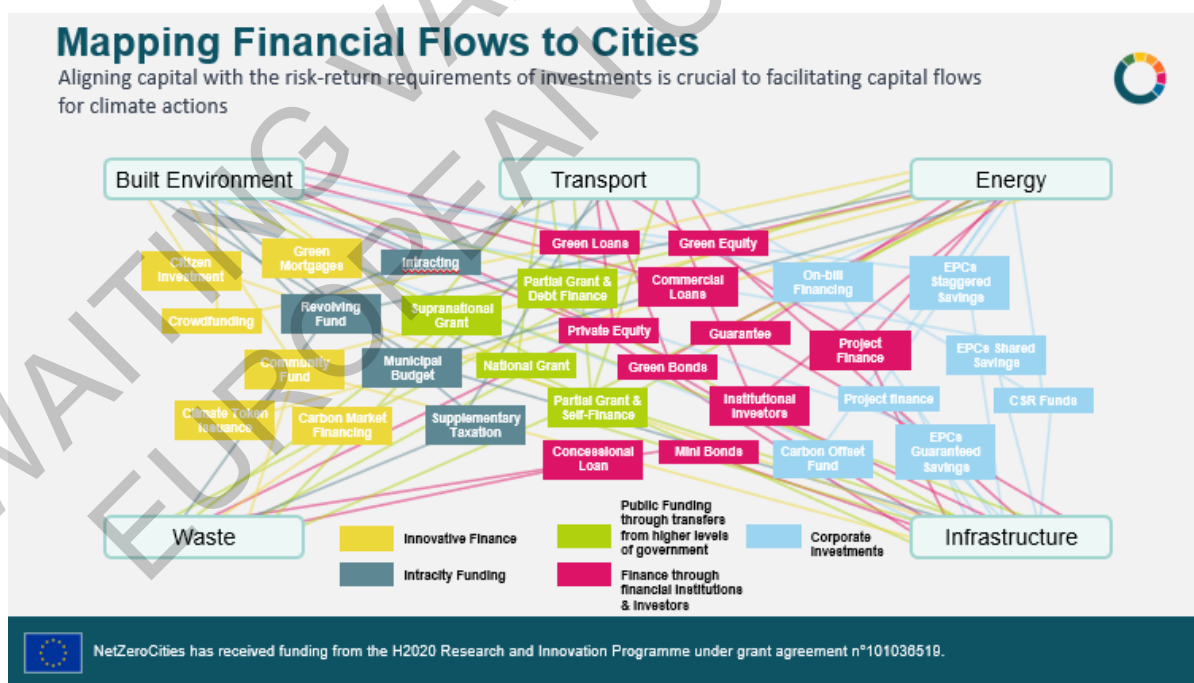 Mapping Financial Flows to Cities
Aligning capital with the risk-return requirements of investments is crucial to facilitating capital flows
for climate actions
Built Environment
Transport
Energy
Citizen
Investment
Green
Mortgages
Intracting
Green Loans
Green Equity
Partial Grant &
Debt Finance
Commercial
Loans
On-bill
Financing
EPCs
Staggered
Savings
Crowdfunding
Revolving
Fund
Supranational
Grant
Private Equity
Guarantee
Project
Finance
EPCs Shared
Savings
Community
Fund
Municipal
Budget
National Grant
Green Bonds
Climate Token
Issuance
Carbon Market
Financing
Supplementary
Taxation
Partial Grant &
Self-Finance
Institutional
Investors
Project finance
CSR Funds
Concessional
Loan
Mini Bonds
Carbon Offset
Fund
EPCs
Guaranteed
Savings
Waste
Infrastructure
Innovative Finance
Intracity Funding
Public Funding
through transfers
from higher levels
of government
Finance through
financial institutions
& investors
Corporate
Investments
NetZeroCities has received funding from the H2020 Research and Innovation Programme under grant agreement n°101036519.